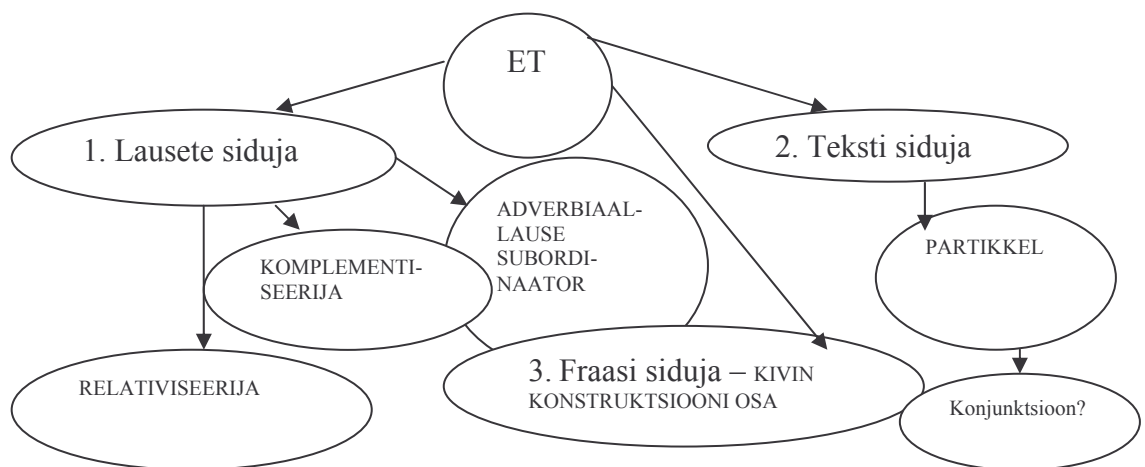 ET
1. Lausete siduja
2. Teksti siduja
ADVERBIAAL-
LAUSE
SUBORDI-
NAATOR
PARTIKKEL
KOMPLEMENTI-
SEERIJA
RELATIVISEERIJA
3. Fraasi siduja – KIVIN
KONSTRUKTSIOONI OSA
Konjunktsioon?